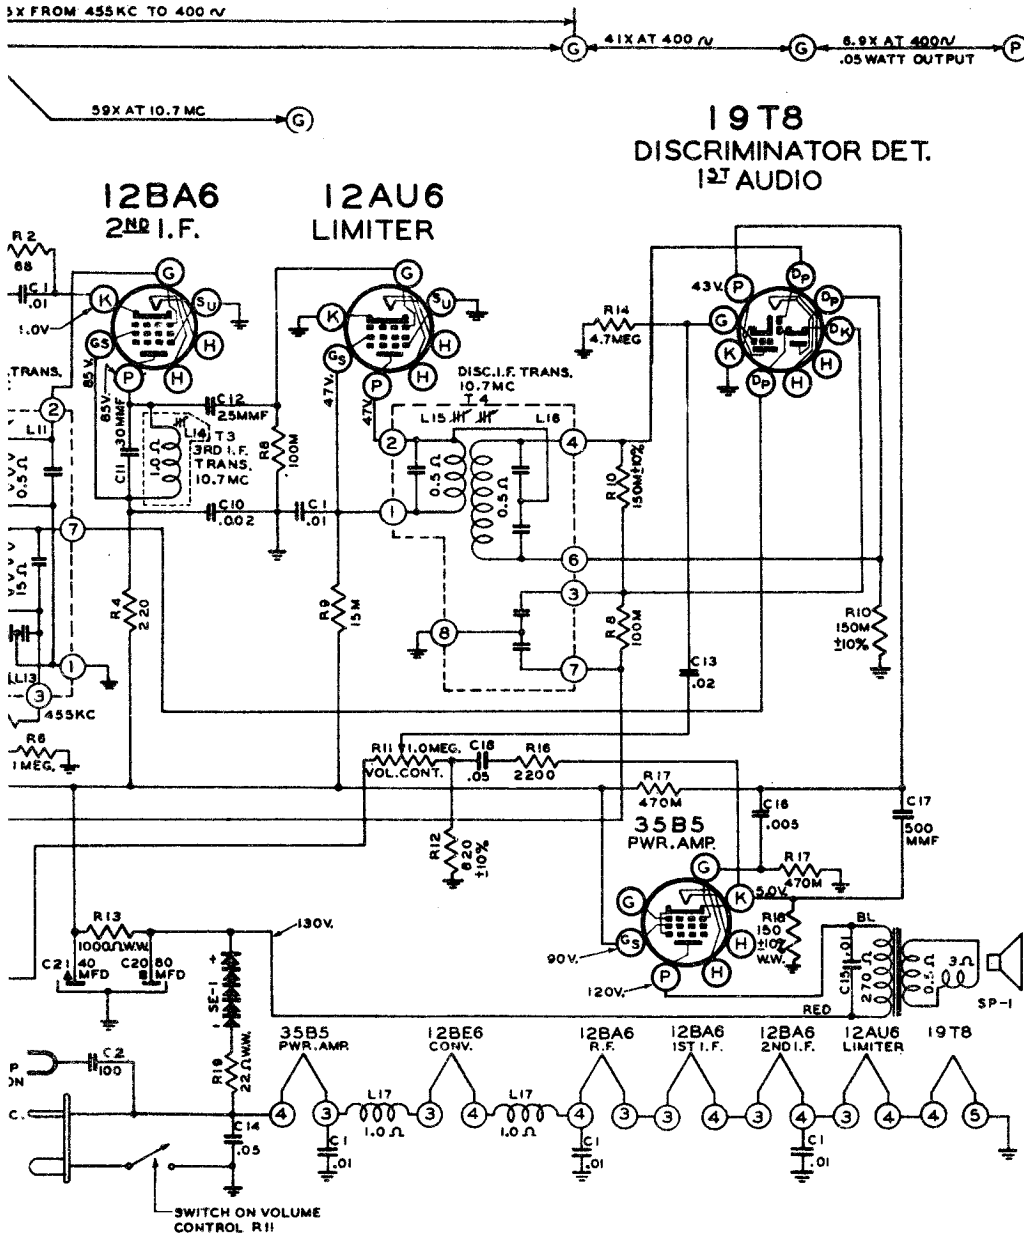 5X FROM 455KC TO 400 ~
G
41X AT 400 ~
G
6.9X AT 400 ~
.05 WATT OUTPUT
P
59X AT 10.7 MC
G
19T8
DISCRIMINATOR DET.
1ST AUDIO
12BA6
2ND I.F.
12AU6
LIMITER
R2
68
C1
.01
1.0V.
K
G
SU
H
H
P
GS
85V.
85V.
K
G
SU
H
H
P
GS
47V.
47V.
43V.
P
DP
DP
DK
H
H
DP
K
G
R14
4.7MEG
TRANS.
2
L11
0.5Ω
7
15Ω
1
L13
3
455KC
R6
1 MEG.
C11
30MMF
1.0Ω
L14
T3
3RD I.F.
TRANS.
10.7MC
C12
25MMF
R8
100M
C10
.002
C1
.01
R4
220
R9
15M
DISC. I.F. TRANS.
10.7MC
T4
L15
L16
2
4
0.5Ω
0.5Ω
1
6
3
8
7
R10
150M±10%
R8
100M
R10
150M
±10%
C13
.02
R11
1.0MEG.
VOL. CONT.
C18
.05
R16
2200
R12
820
±10%
R17
470M
C16
.005
C17
500
MMF
35B5
PWR. AMP.
R17
470M
G
K
5.0V.
G
GS
H
H
P
90V.
120V.
R18
150
±10%
W.W.
BL
RED
C15
.01
270Ω
0.5Ω
3Ω
SP-1
130V.
R13
1000Ω W.W.
C21
40
MFD
C20
80
MFD
SE-1
+
-
R19
22Ω W.W.
C2
100
P
ON
C.
C14
.05
SWITCH ON VOLUME
CONTROL R11
35B5
PWR. AMP.
12BE6
CONV.
12BA6
R.F.
12BA6
1ST I.F.
12BA6
2ND I.F.
12AU6
LIMITER
19T8
4
3
L17
1.0Ω
3
4
L17
1.0Ω
4
3
3
4
3
4
3
4
4
5
C1
.01
C1
.01
C1
.01